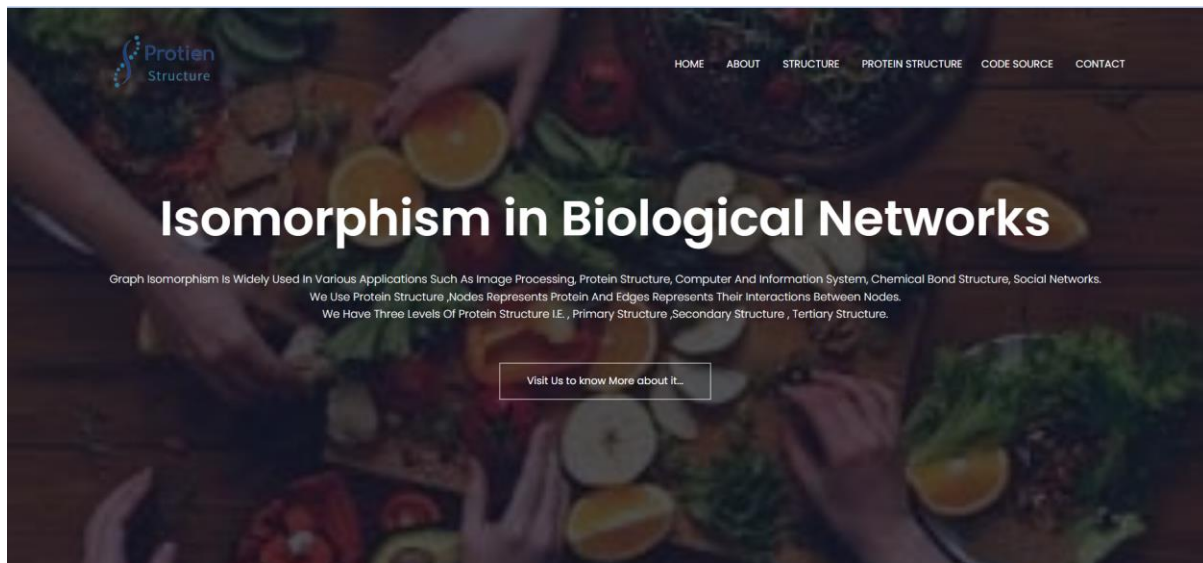 Protien
Structure
HOME ABOUT STRUCTURE PROTEIN STRUCTURE CODE SOURCE CONTACT
Isomorphism in Biological Networks
Graph Isomorphism Is Widely Used In Various Applications Such As Image Processing, Protein Structure, Computer And Information System, Chemical Bond Structure, Social Networks.
We Use Protein Structure ,Nodes Represents Protein And Edges Represents Their Interactions Between Nodes.
We Have Three Levels Of Protein Structure I.E. , Primary Structure ,Secondary Structure , Tertiary Structure.
Visit Us to know More about it...